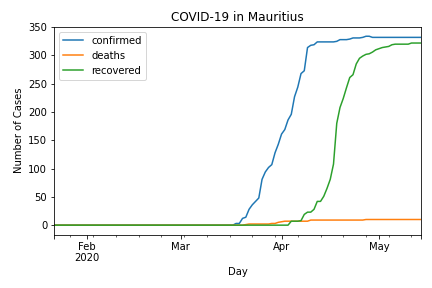 COVID-19 in Mauritius
350
300
250
200
150
100
50
0
Number of Cases
confirmed
deaths
recovered
Feb
2020
Mar
Apr
May
Day